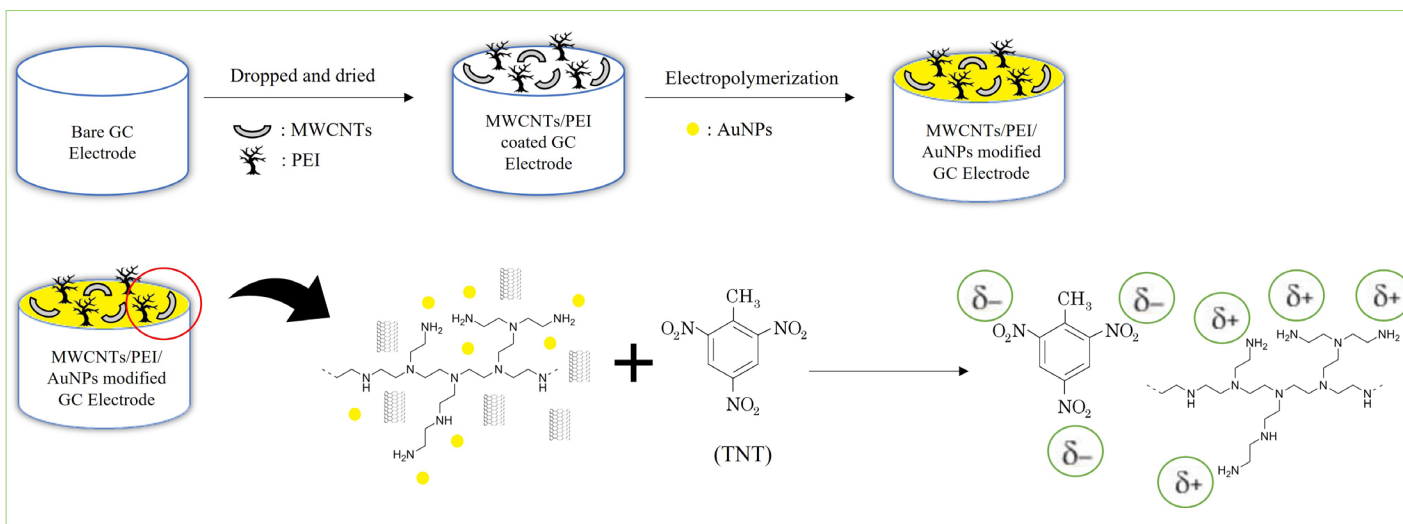 Bare GC
Electrode
Dropped and dried
: MWCNTs
: PEI
MWCNTs/PEI
coated GC
Electrode
Electropolymerization
: AuNPs
MWCNTs/PEI/
AuNPs modified
GC Electrode
MWCNTs/PEI/
AuNPs modified
GC Electrode
NH₂
H₂N
NH₂
N
N
N
N
N
H
N
H
NH
H₂N
+
CH₃
O₂N
NO₂
NO₂
(TNT)
δ−
δ−
δ+
δ+
δ+
CH₃
O₂N
NO₂
NO₂
δ−
NH₂
H₂N
NH₂
N
N
N
N
N
H
N
H
NH
H₂N
δ+